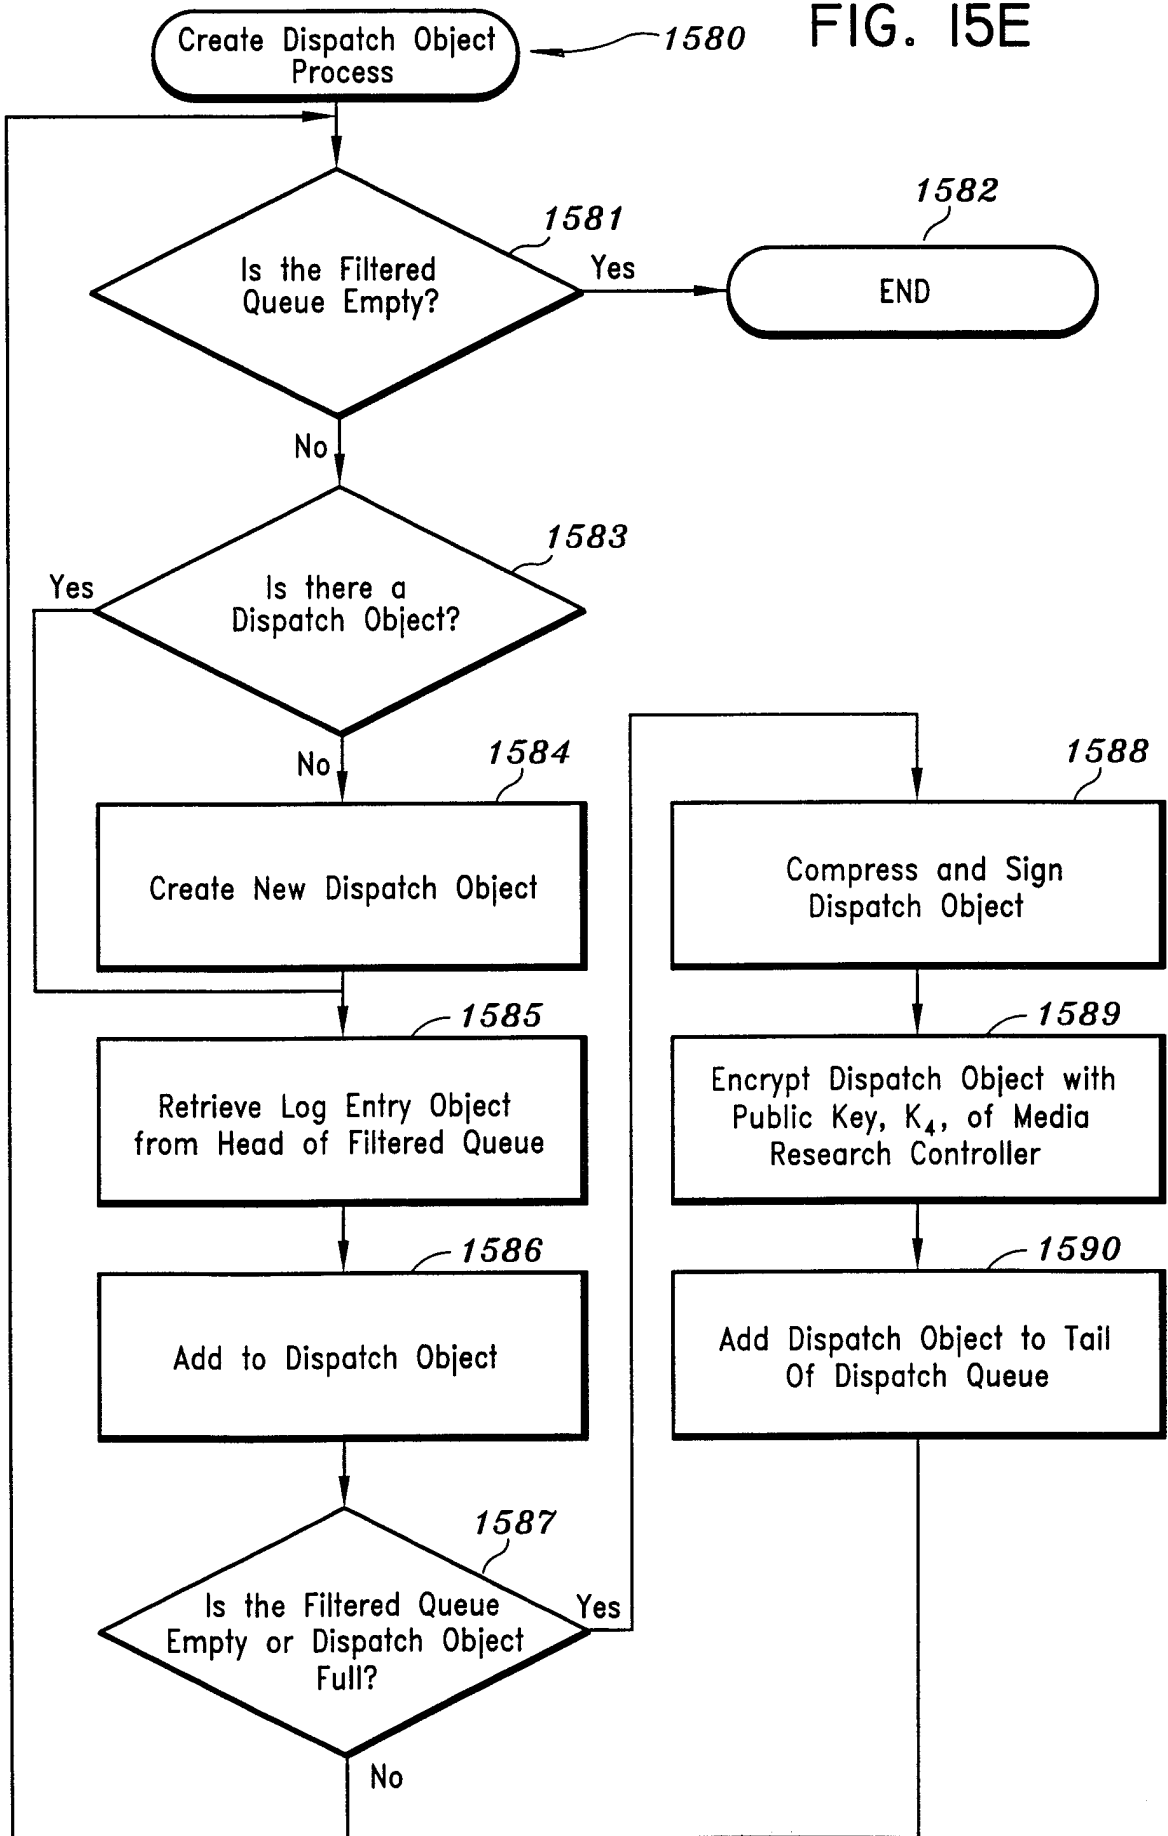 FIG. 15E
Create Dispatch Object
Process
1580
1581
Is the Filtered
Queue Empty?
Yes
1582
END
No
1583
Is there a
Dispatch Object?
Yes
No
1584
Create New Dispatch Object
1585
Retrieve Log Entry Object
from Head of Filtered Queue
1586
Add to Dispatch Object
1587
Is the Filtered Queue
Empty or Dispatch Object
Full?
Yes
No
1588
Compress and Sign
Dispatch Object
1589
Encrypt Dispatch Object with
Public Key, K₄, of Media
Research Controller
1590
Add Dispatch Object to Tail
Of Dispatch Queue